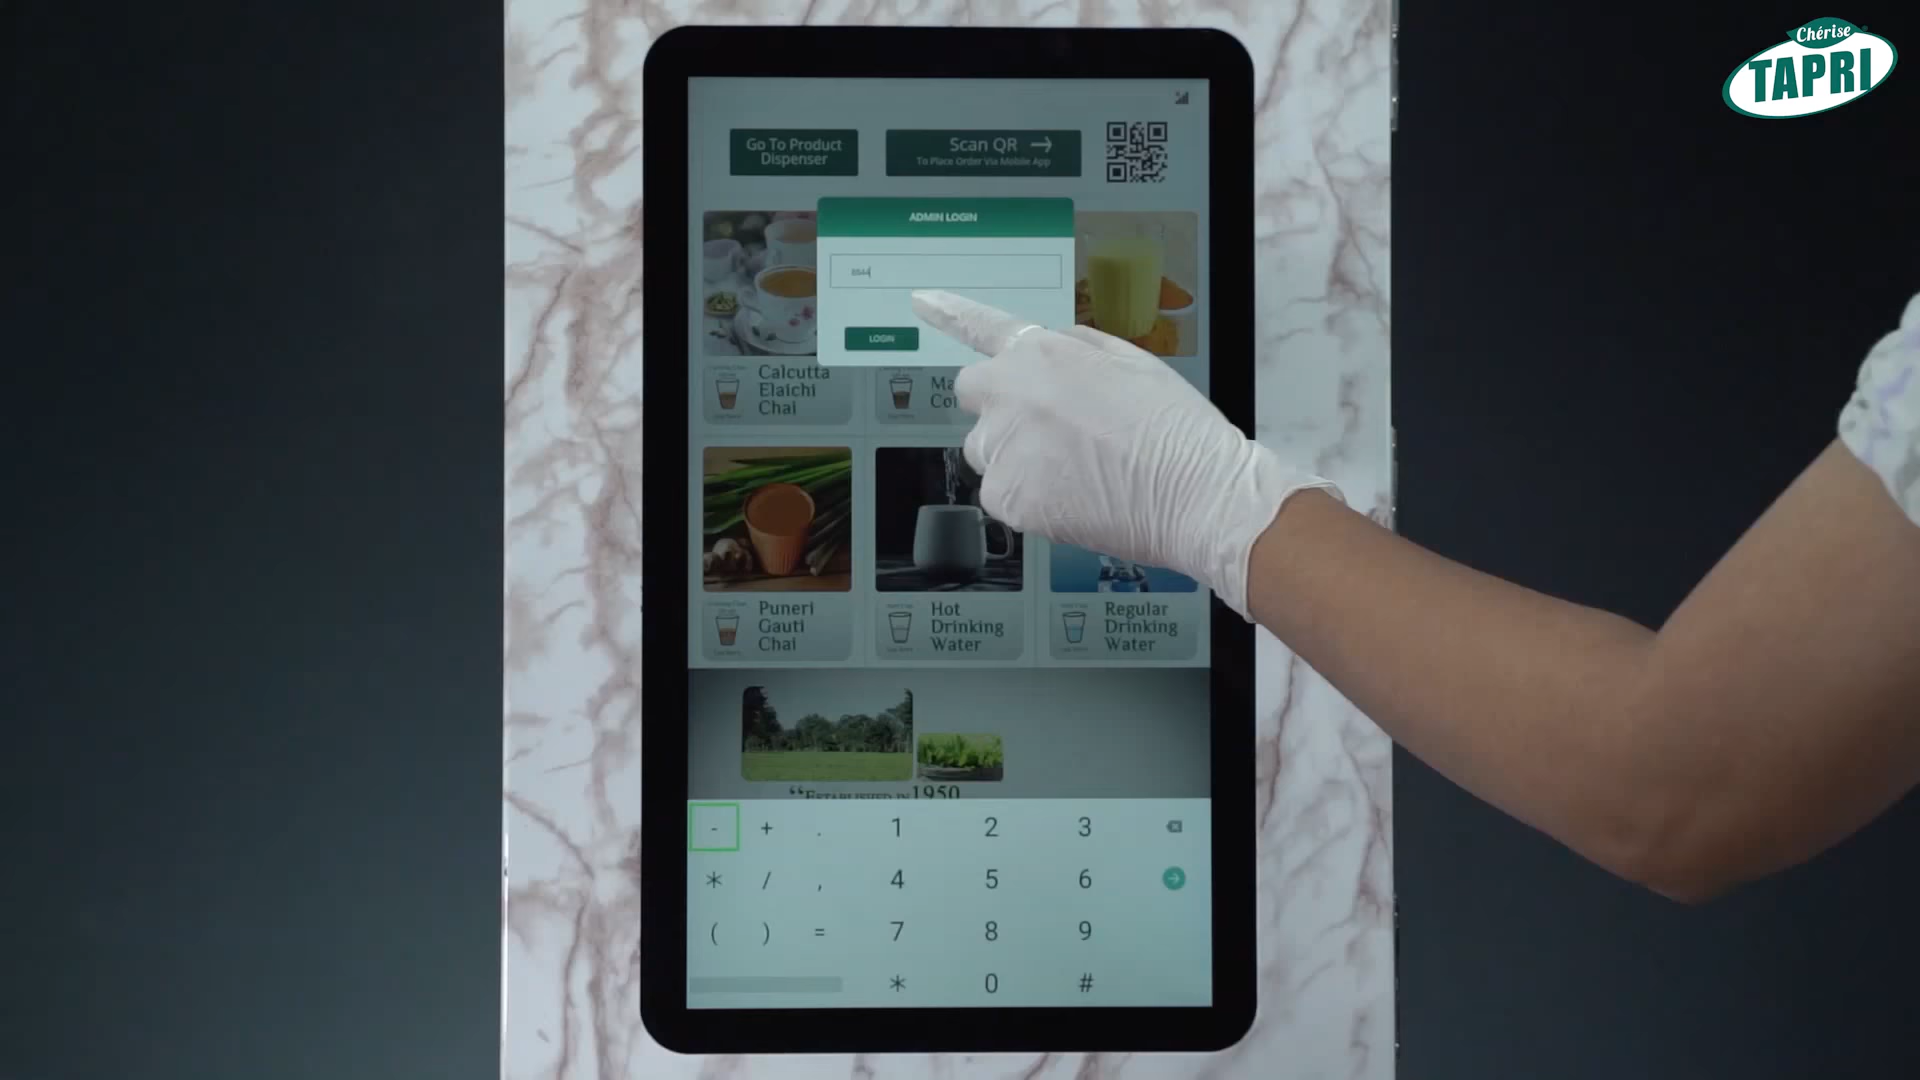 Chérise
TAPRI
Go To Product
Dispenser
Scan QR →
To Place Order Via Mobile App
ADMIN LOGIN
LOGIN
Calcutta
Elaichi
Chai
Puneri
Gauti
Chai
Hot
Drinking
Water
Regular
Drinking
Water
“ESTABLISHED IN 1950
- + . 1 2 3
* / , 4 5 6
( ) = 7 8 9
* 0 #